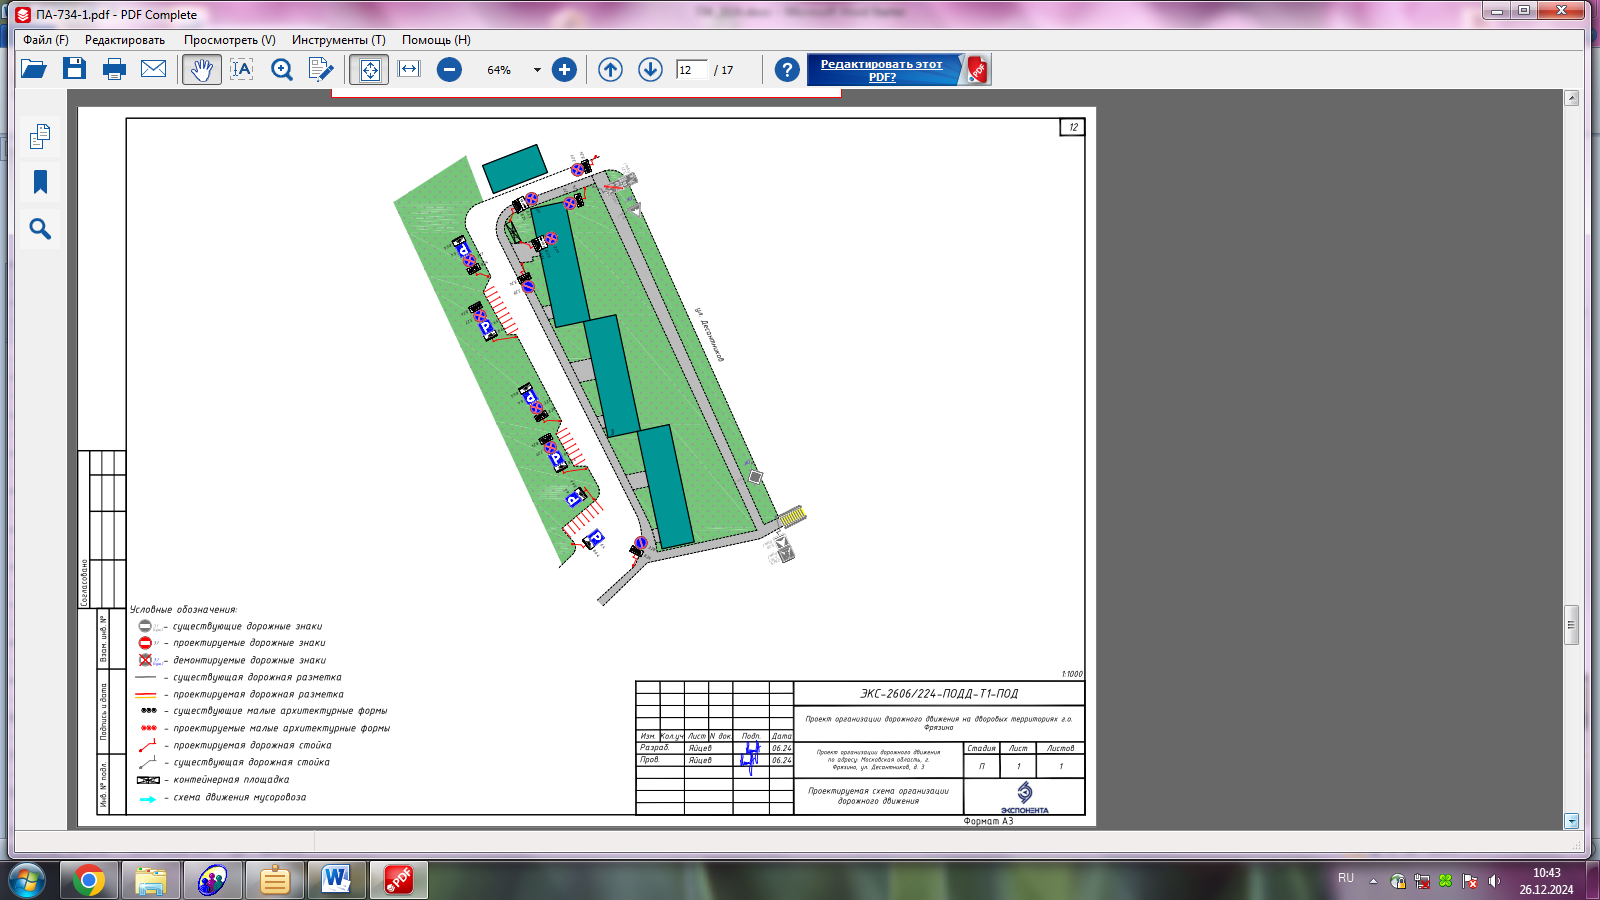 ПА-734-1.pdf - PDF Complete
Файл (F) Редактировать Просмотреть (V) Инструменты (T) Помощь (H)
64% 12 / 17 Редактировать этот PDF?
12
ул. Десантников
Согласовано
Взам. инв. №
Подпись и дата
Инв. № подл.
Условные обозначения:
– существующие дорожные знаки
– проектируемые дорожные знаки
– демонтируемые дорожные знаки
– существующая дорожная разметка
– проектируемая дорожная разметка
– существующие малые архитектурные формы
– проектируемые малые архитектурные формы
– проектируемая дорожная стойка
– существующая дорожная стойка
– контейнерная площадка
– схема движения мусоровоза
1:1000
ЭКС-2606/224-ПОДД-Т1-ПОД
Проект организации дорожного движения на дворовых территориях г.о.
Фрязино
Изм. Кол.уч Лист N док. Подп. Дата
Разраб. Яйцев 06.24
Пров. Яйцев 06.24
Проект организации дорожного движения
по адресу: Московская область, г.
Фрязино, ул. Десантников, д. 3
Стадия Лист Листов
П 1 1
Проектируемая схема организации
дорожного движения
ЭКСПОНЕНТА
Формат А3
RU
10:43
26.12.2024